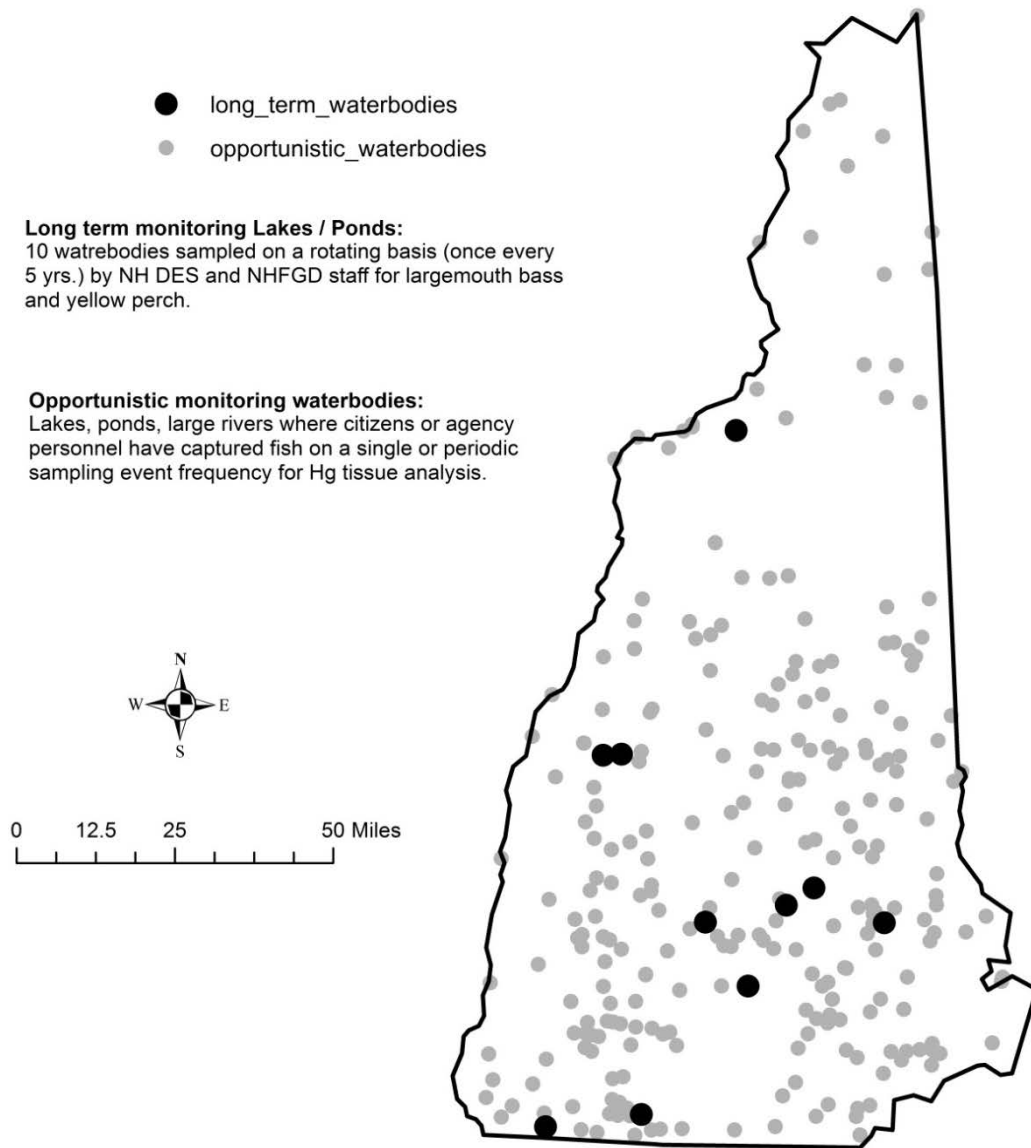 long_term_waterbodies
opportunistic_waterbodies
Long term monitoring Lakes / Ponds:
10 watrebodies sampled on a rotating basis (once every
5 yrs.) by NH DES and NHFGD staff for largemouth bass
and yellow perch.
Opportunistic monitoring waterbodies:
Lakes, ponds, large rivers where citizens or agency
personnel have captured fish on a single or periodic
sampling event frequency for Hg tissue analysis.
N
W E
S
0 12.5 25 50 Miles